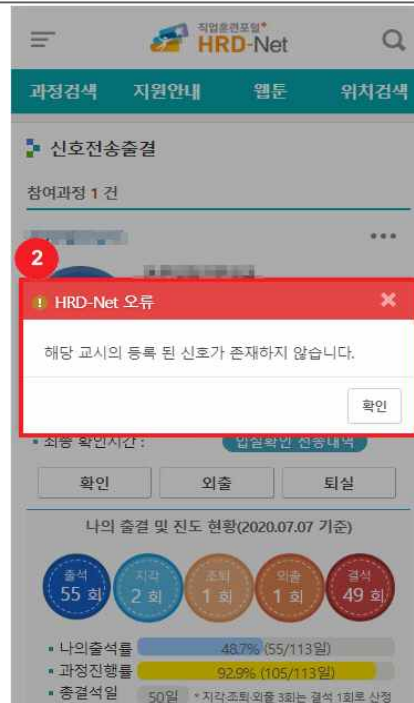 직업훈련포털
HRD-Net
과정검색 지원안내 웹툰 위치검색
신호전송출결
참여과정 1 건
2
HRD-Net 오류
해당 교시의 등록 된 신호가 존재하지 않습니다.
확인
최종 확인시간 : 입실확인 전송내역
확인 외출 퇴실
나의 출결 및 진도 현황(2020.07.07 기준)
출석 지각 조퇴 외출 결석
55 회 2 회 1 회 1 회 49 회
나의출석률 48.7% (55/113일)
과정진행률 92.9% (105/113일)
총결석일 50일 * 지각,조퇴,외출 3회는 결석 1회로 산정